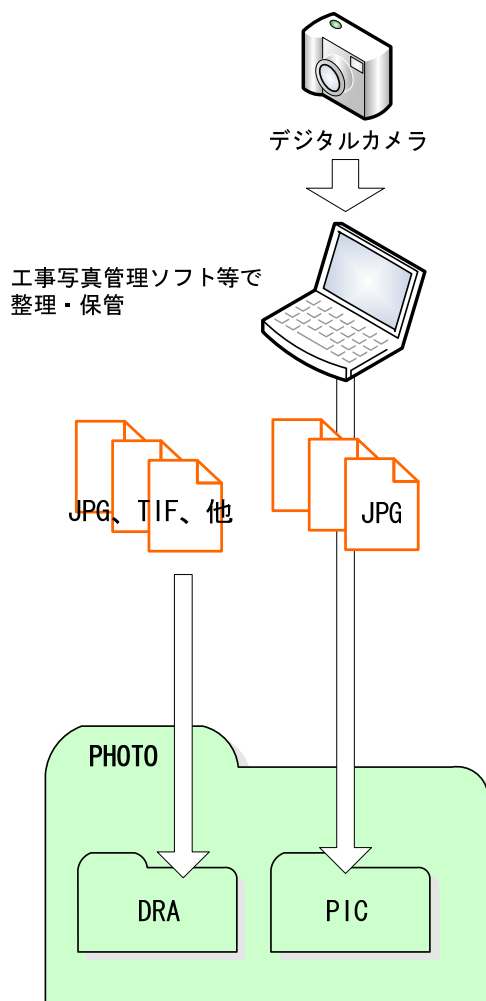 デジタルカメラ
工事写真管理ソフト等で
整理・保管
JPG、TIF、他
JPG
PHOTO
DRA
PIC